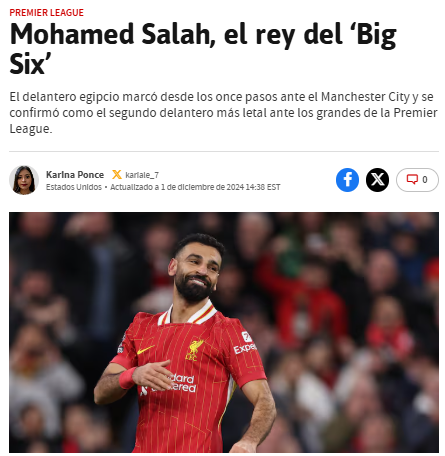 PREMIER LEAGUE
Mohamed Salah, el rey del ‘Big
Six’
El delantero egipcio marcó desde los once pasos ante el Manchester City y se
confirmó como el segundo delantero más letal ante los grandes de la Premier
League.
Karina Ponce karlale_7
Estados Unidos • Actualizado a 1 de diciembre de 2024 14:38 EST
0
Standard